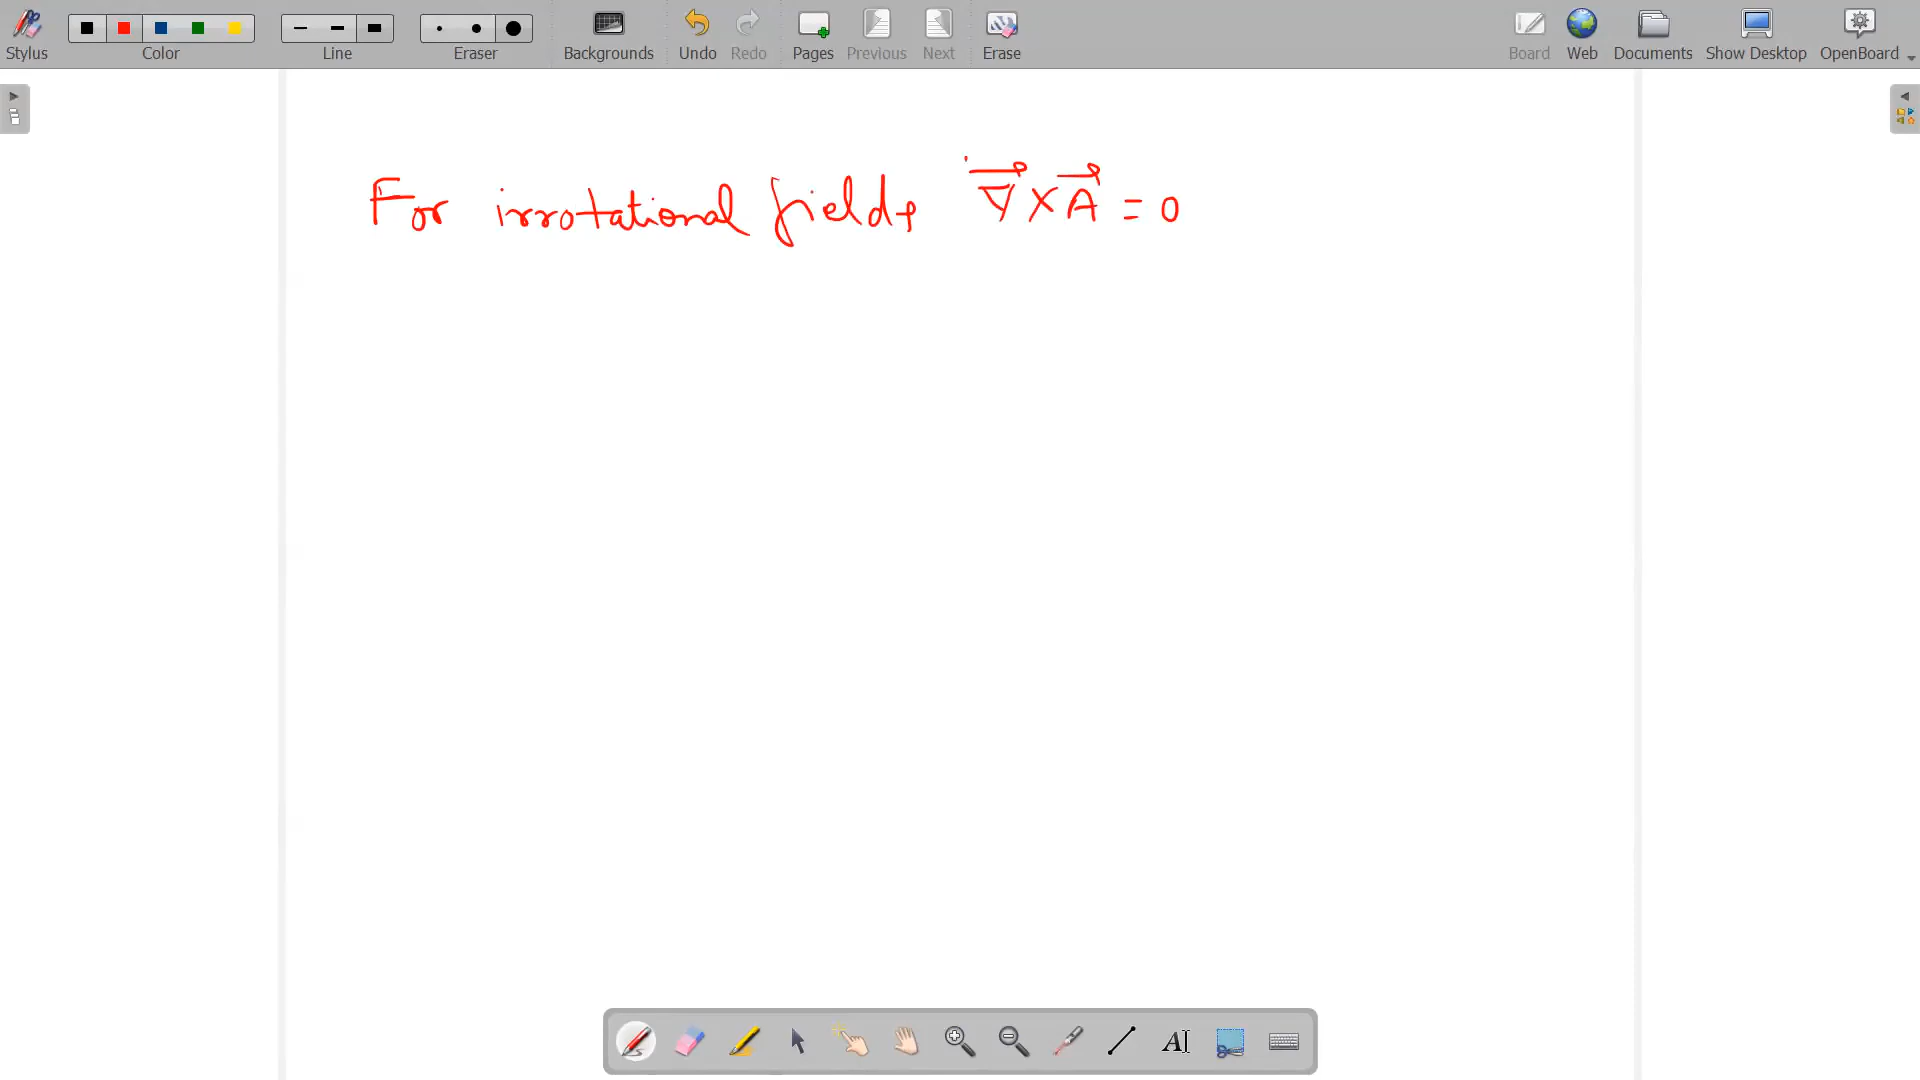 Stylus Color Line Eraser Backgrounds Undo Redo Pages Previous Next Erase Board Web Documents Show Desktop OpenBoard
For irrotational fields ∇⃗ × A⃗ = 0
AI